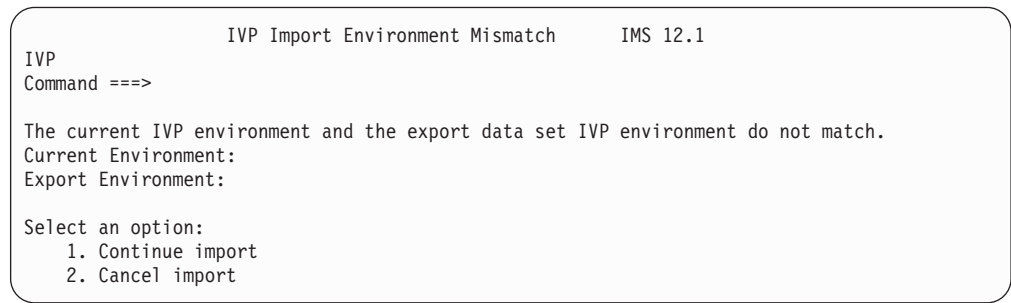 IVP Import Environment Mismatch IMS 12.1
IVP
Command ===>
The current IVP environment and the export data set IVP environment do not match.
Current Environment:
Export Environment:
Select an option:
1. Continue import
2. Cancel import